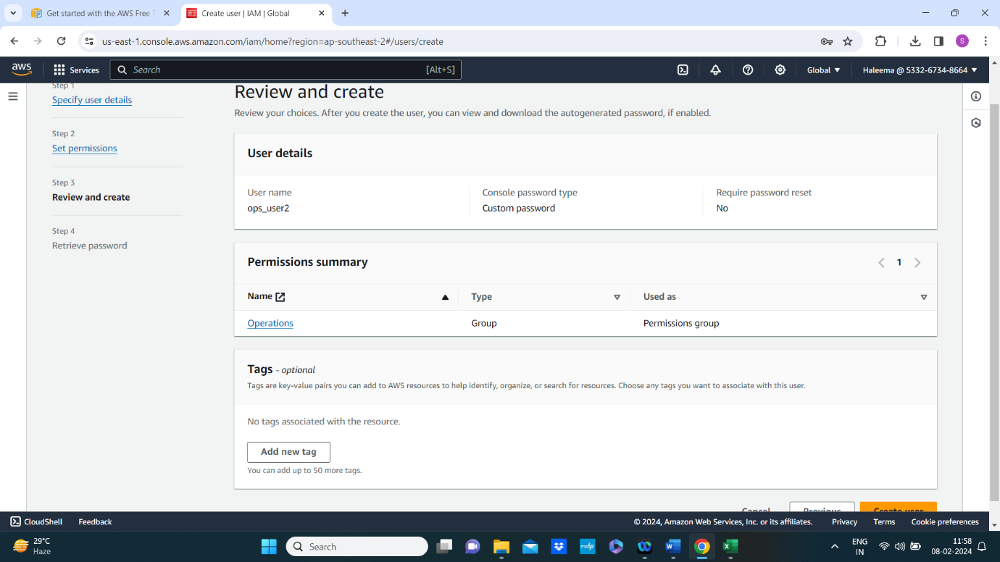 Get started with the AWS Free T
Create user | IAM | Global
us-east-1.console.aws.amazon.com/iam/home?region=ap-southeast-2#/users/create
S
aws
Services
Search
[Alt+S]
Global
Haleema @ 5332-6734-8664
Step 1
Specify user details
Step 2
Set permissions
Step 3
Review and create
Step 4
Retrieve password
Review and create
Review your choices. After you create the user, you can view and download the autogenerated password, if enabled.
User details
User name
ops_user2
Console password type
Custom password
Require password reset
No
Permissions summary
1
Name
Type
Used as
Operations
Group
Permissions group
Tags - optional
Tags are key-value pairs you can add to AWS resources to help identify, organize, or search for resources. Choose any tags you want to associate with this user.
No tags associated with the resource.
Add new tag
You can add up to 50 more tags.
Cancel
Previous
Create user
CloudShell
Feedback
© 2024, Amazon Web Services, Inc. or its affiliates.
Privacy
Terms
Cookie preferences
29°C
Haze
Search
myhp
W
X
ENG
IN
11:58
08-02-2024